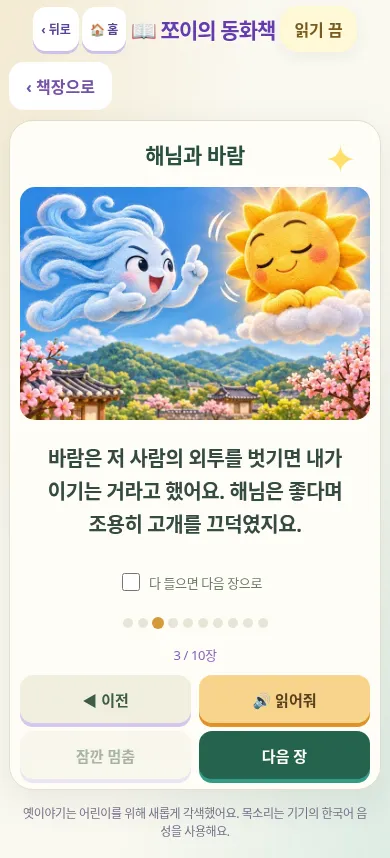 ‹ 뒤로
🏠 홈
📖 쪼이의 동화책
읽기 끔
‹ 책장으로
해님과 바람
바람은 저 사람의 외투를 벗기면 내가
이기는 거라고 했어요. 해님은 좋다며
조용히 고개를 끄덕였지요.
다 들으면 다음 장으로
3 / 10장
◀ 이전
🔊 읽어줘
잠깐 멈춤
다음 장
옛이야기는 어린이를 위해 새롭게 각색했어요. 목소리는 기기의 한국어 음
성을 사용해요.